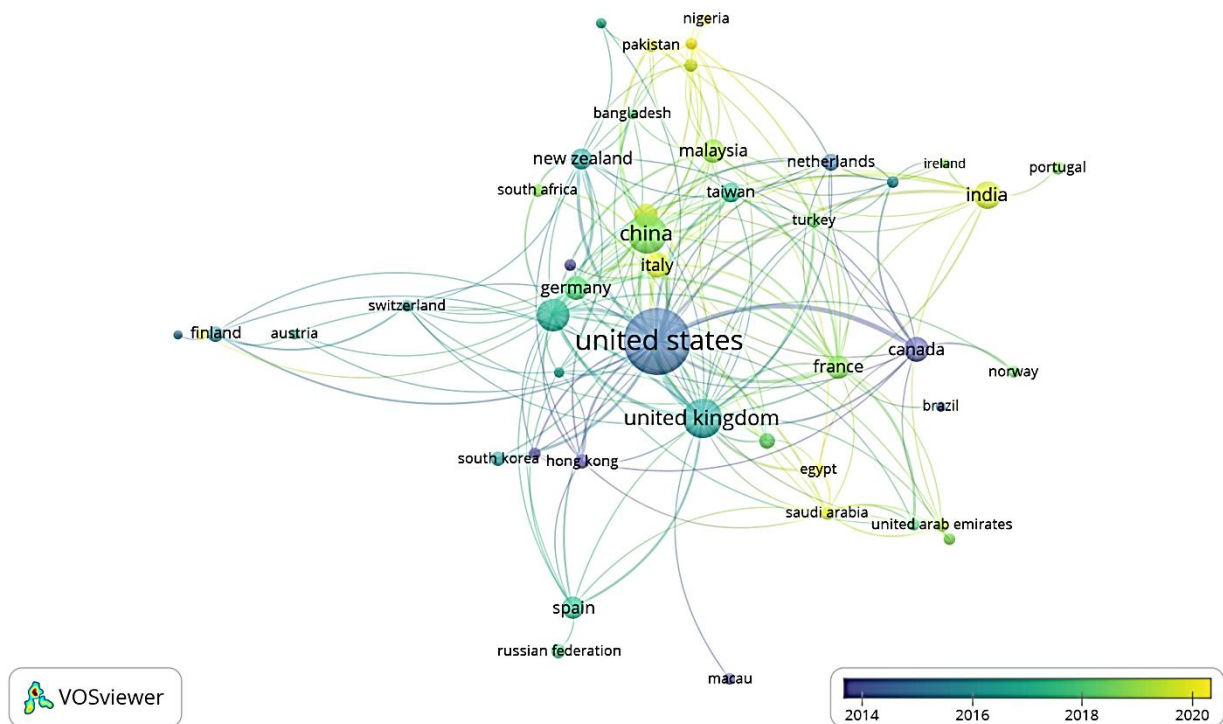 nigeria
pakistan
bangladesh
new zealand
malaysia
netherlands
ireland
portugal
south africa
taiwan
india
turkey
china
italy
germany
switzerland
finland
austria
united states
canada
france
norway
brazil
united kingdom
south korea
hong kong
egypt
saudi arabia
united arab emirates
spain
russian federation
macau
VOSviewer
2014
2016
2018
2020